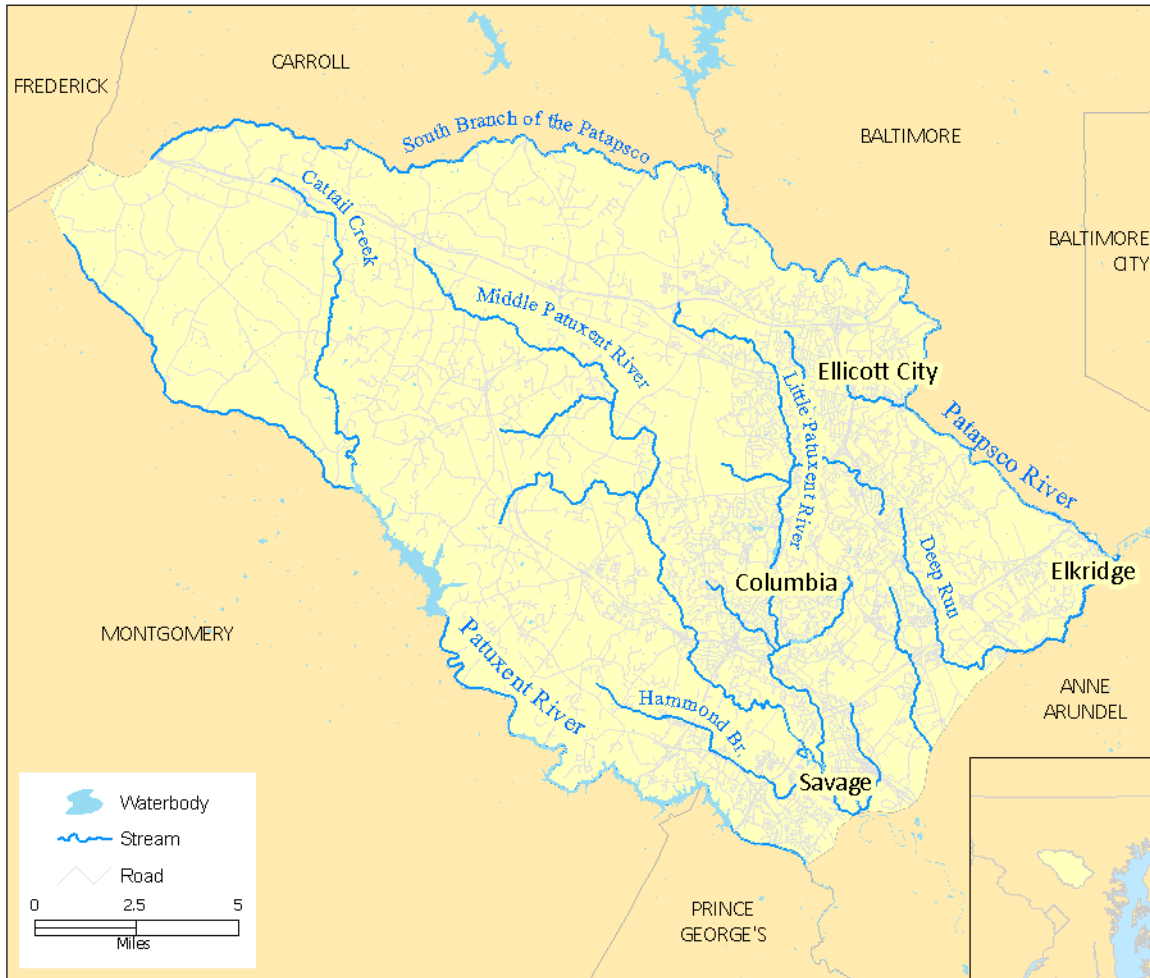 CARROLL
FREDERICK
South Branch of the Patapsco
BALTIMORE
Cattail Creek
BALTIMORE
CITY
Middle Patuxent River
Ellicott City
Little Patuxent River
Patapsco River
Deep Run
Elkridge
Columbia
MONTGOMERY
Patuxent River
Hammond Br.
ANNE
ARUNDEL
Savage
Waterbody
Stream
Road
0 2.5 5
Miles
PRINCE
GEORGE'S